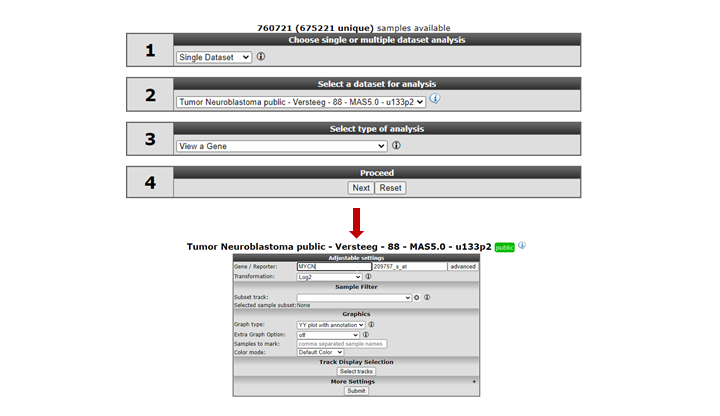 760721 (675221 unique) samples available
1
Choose single or multiple dataset analysis
Single Dataset
2
Select a dataset for analysis
Tumor Neuroblastoma public - Versteeg - 88 - MAS5.0 - u133p2
3
Select type of analysis
View a Gene
4
Proceed
Next Reset
Tumor Neuroblastoma public - Versteeg - 88 - MAS5.0 - u133p2 public
Adjustable settings
Gene / Reporter: MYCN 209757_s_at advanced
Transformation: Log2
Sample Filter
Subset track:
Selected sample subset:None
Graphics
Graph type: YY plot with annotation
Extra Graph Option: off
Samples to mark: comma separated sample names
Color mode: Default Color
Track Display Selection
Select tracks
More Settings +
Submit